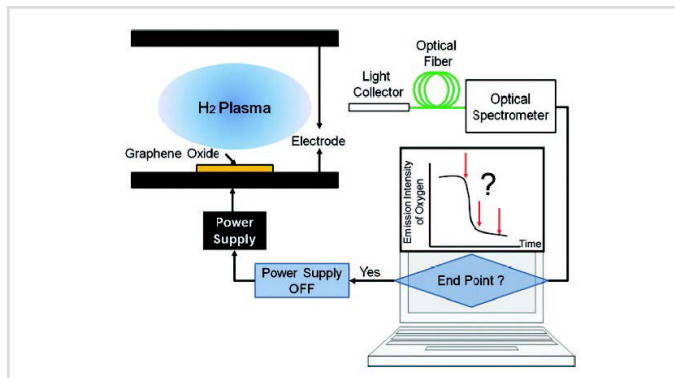 H2 Plasma
Graphene Oxide
Electrode
Light
Collector
Optical
Fiber
Optical
Spectrometer
Emission Intensity
of Oxygen
?
Time
Power
Supply
Power Supply
OFF
Yes
End Point ?